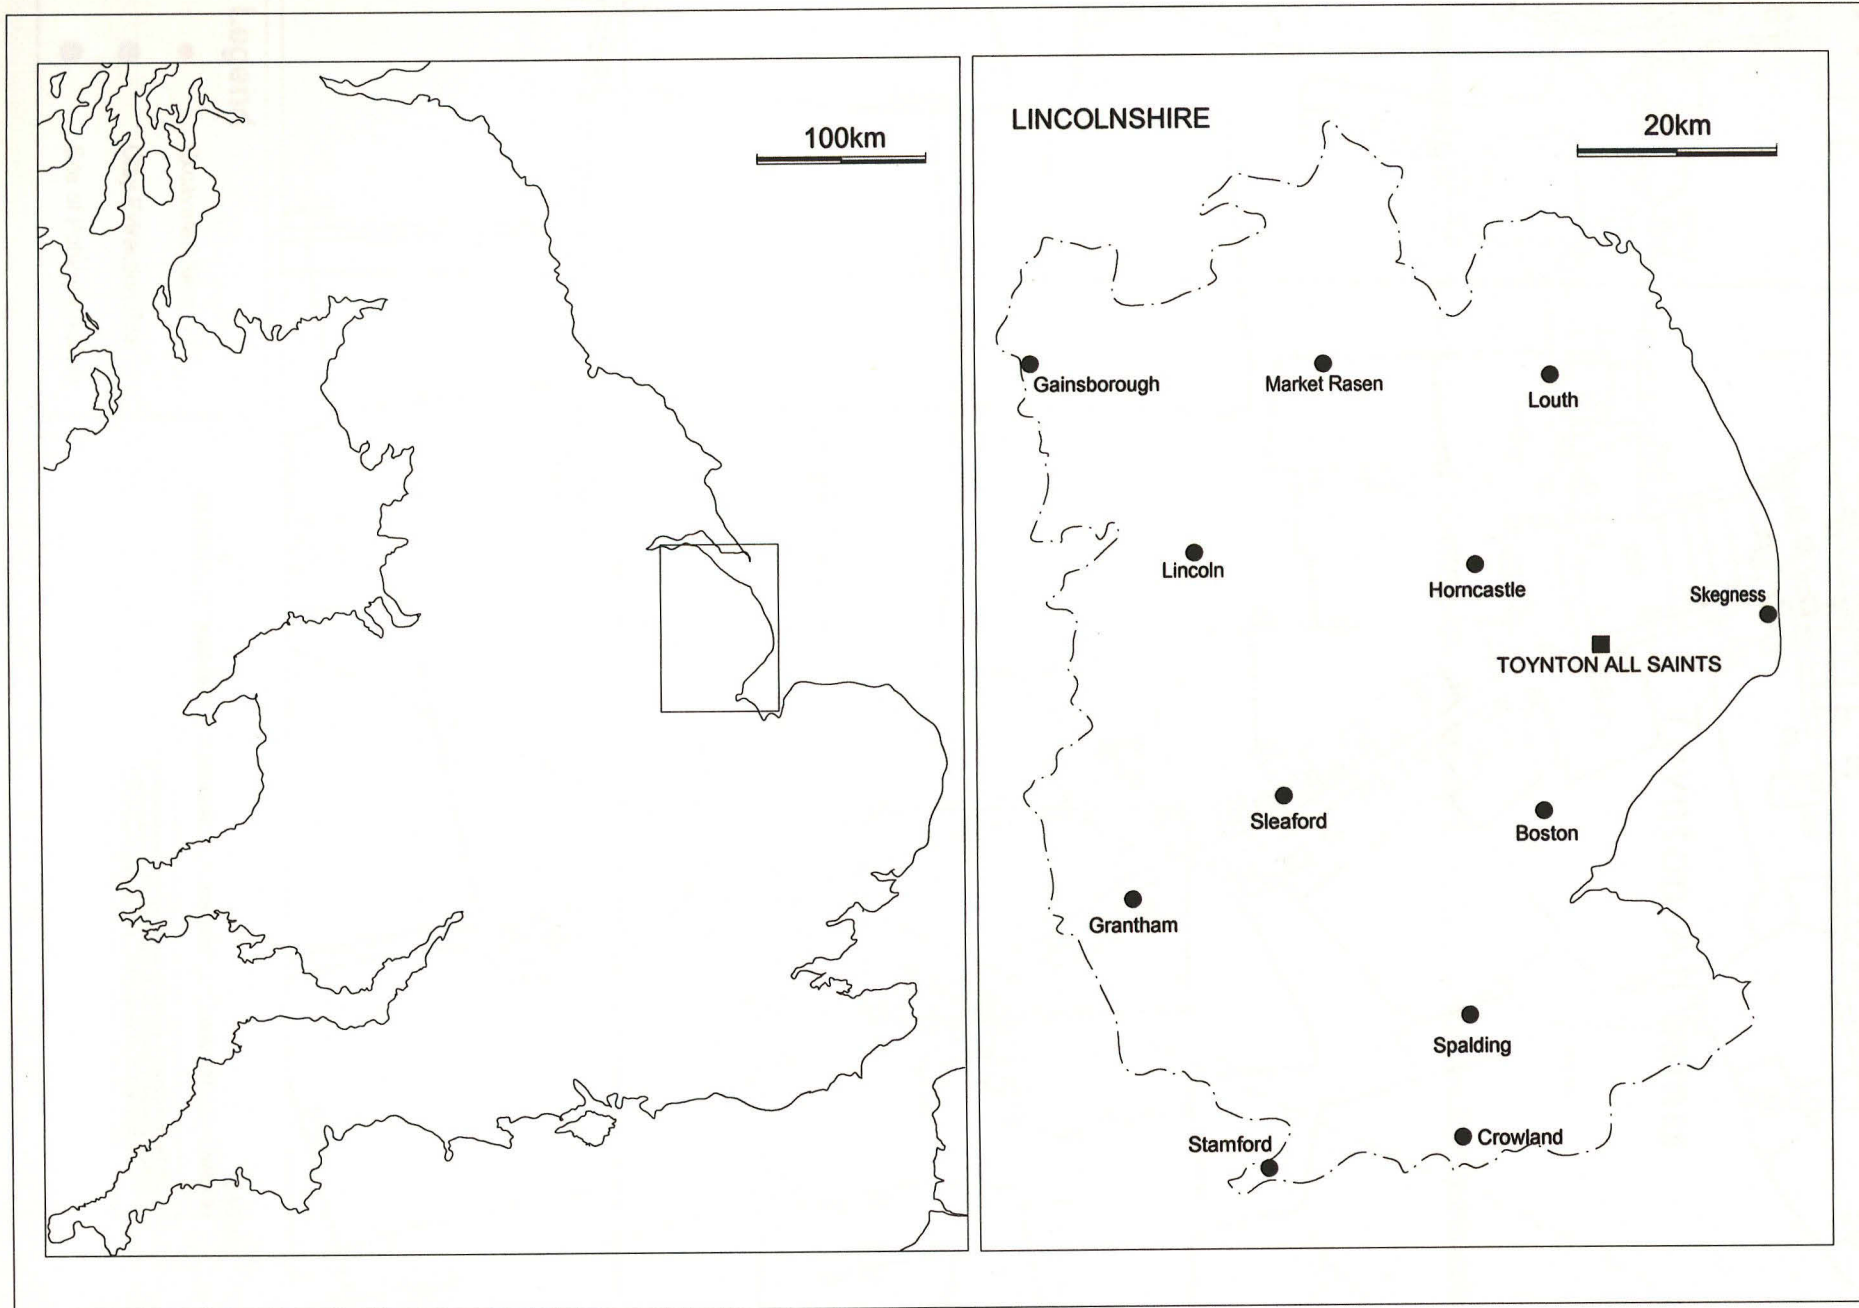 100km
LINCOLNSHIRE
20km
Gainsborough
Market Rasen
Louth
Lincoln
Horncastle
Skegness
TOYNTON ALL SAINTS
Sleaford
Boston
Grantham
Spalding
Stamford
Crowland